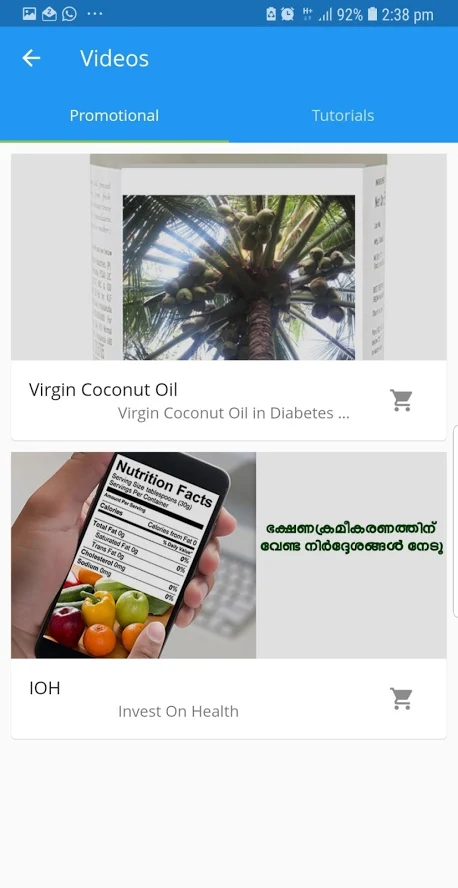 92% 2:38 pm
Videos
Promotional Tutorials
Virgin Coconut Oil
Virgin Coconut Oil in Diabetes ...
Nutrition Facts
Serving Size tablespoons (30g)
Servings Per Container
Amount Per Serving
Calories Calories from Fat 0
% Daily Value*
Total Fat 0g 0%
Saturated Fat 0g 0%
Trans Fat 0g
Cholesterol 0mg 0%
Sodium 0mg 0%
ഭക്ഷണക്രമീകരണത്തിന്
വേണ്ട നിർദ്ദേശങ്ങൾ നേടൂ
IOH
Invest On Health